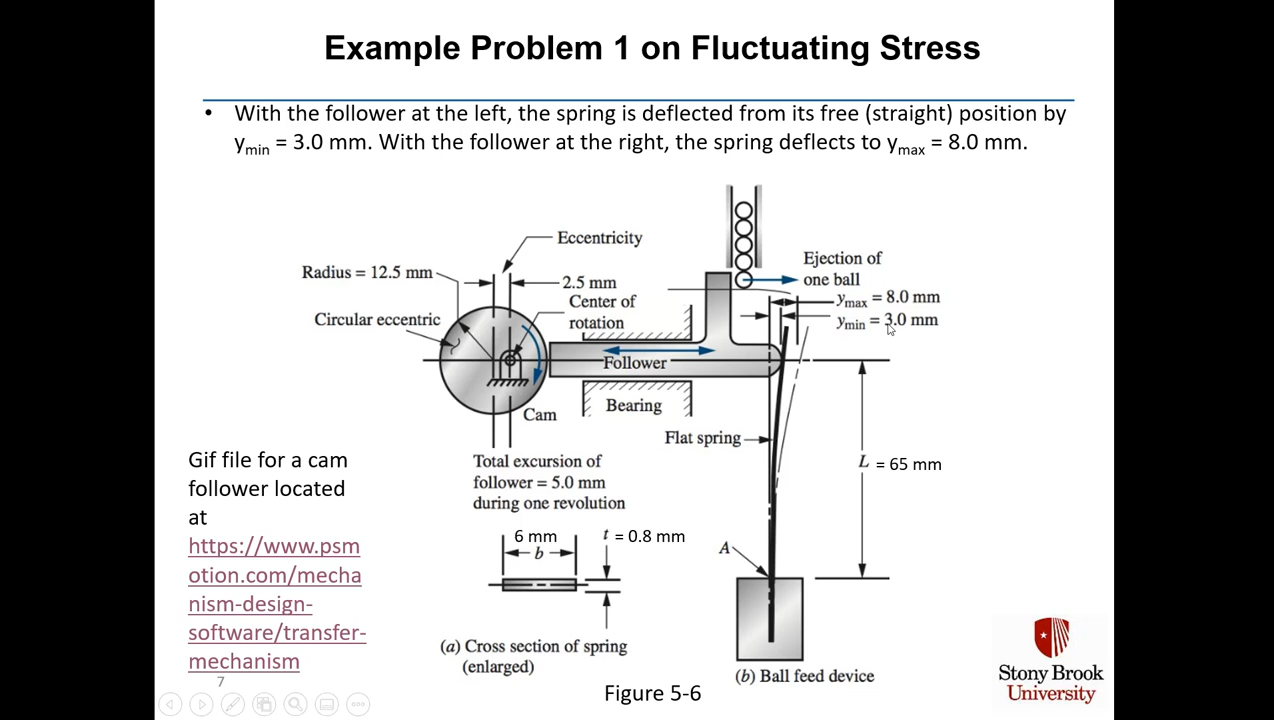 Example Problem 1 on Fluctuating Stress
• With the follower at the left, the spring is deflected from its free (straight) position by
ymin = 3.0 mm. With the follower at the right, the spring deflects to ymax = 8.0 mm.
Eccentricity
Radius = 12.5 mm
2.5 mm
Center of
rotation
Circular eccentric
Ejection of
one ball
ymax = 8.0 mm
ymin = 3.0 mm
Follower
Bearing
Cam
Flat spring
L = 65 mm
Total excursion of
follower = 5.0 mm
during one revolution
6 mm
b
t = 0.8 mm
A
(a) Cross section of spring
(enlarged)
(b) Ball feed device
Figure 5-6
Gif file for a cam
follower located
at
https://www.psm
otion.com/mecha
nism-design-
software/transfer-
mechanism
7
Stony Brook
University